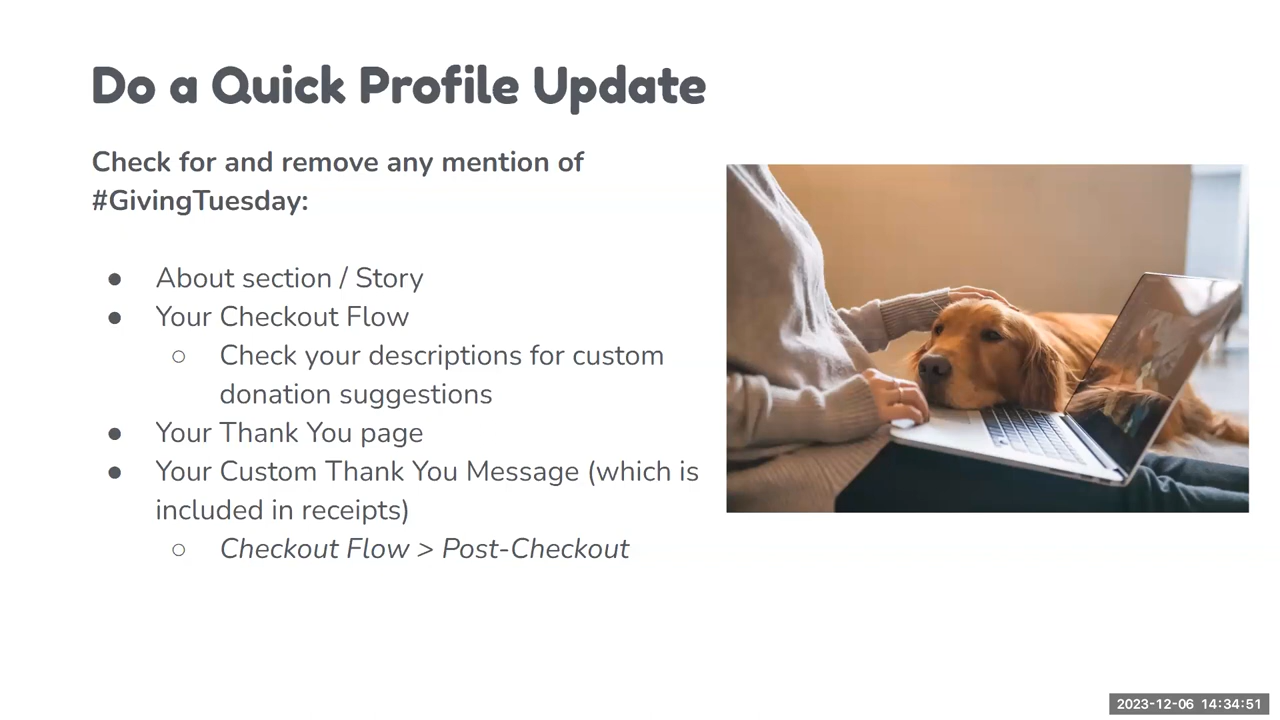 Do a Quick Profile Update
Check for and remove any mention of
#GivingTuesday:
● About section / Story
● Your Checkout Flow
○ Check your descriptions for custom
donation suggestions
● Your Thank You page
● Your Custom Thank You Message (which is
included in receipts)
○ Checkout Flow > Post-Checkout
2023-12-06 14:34:51